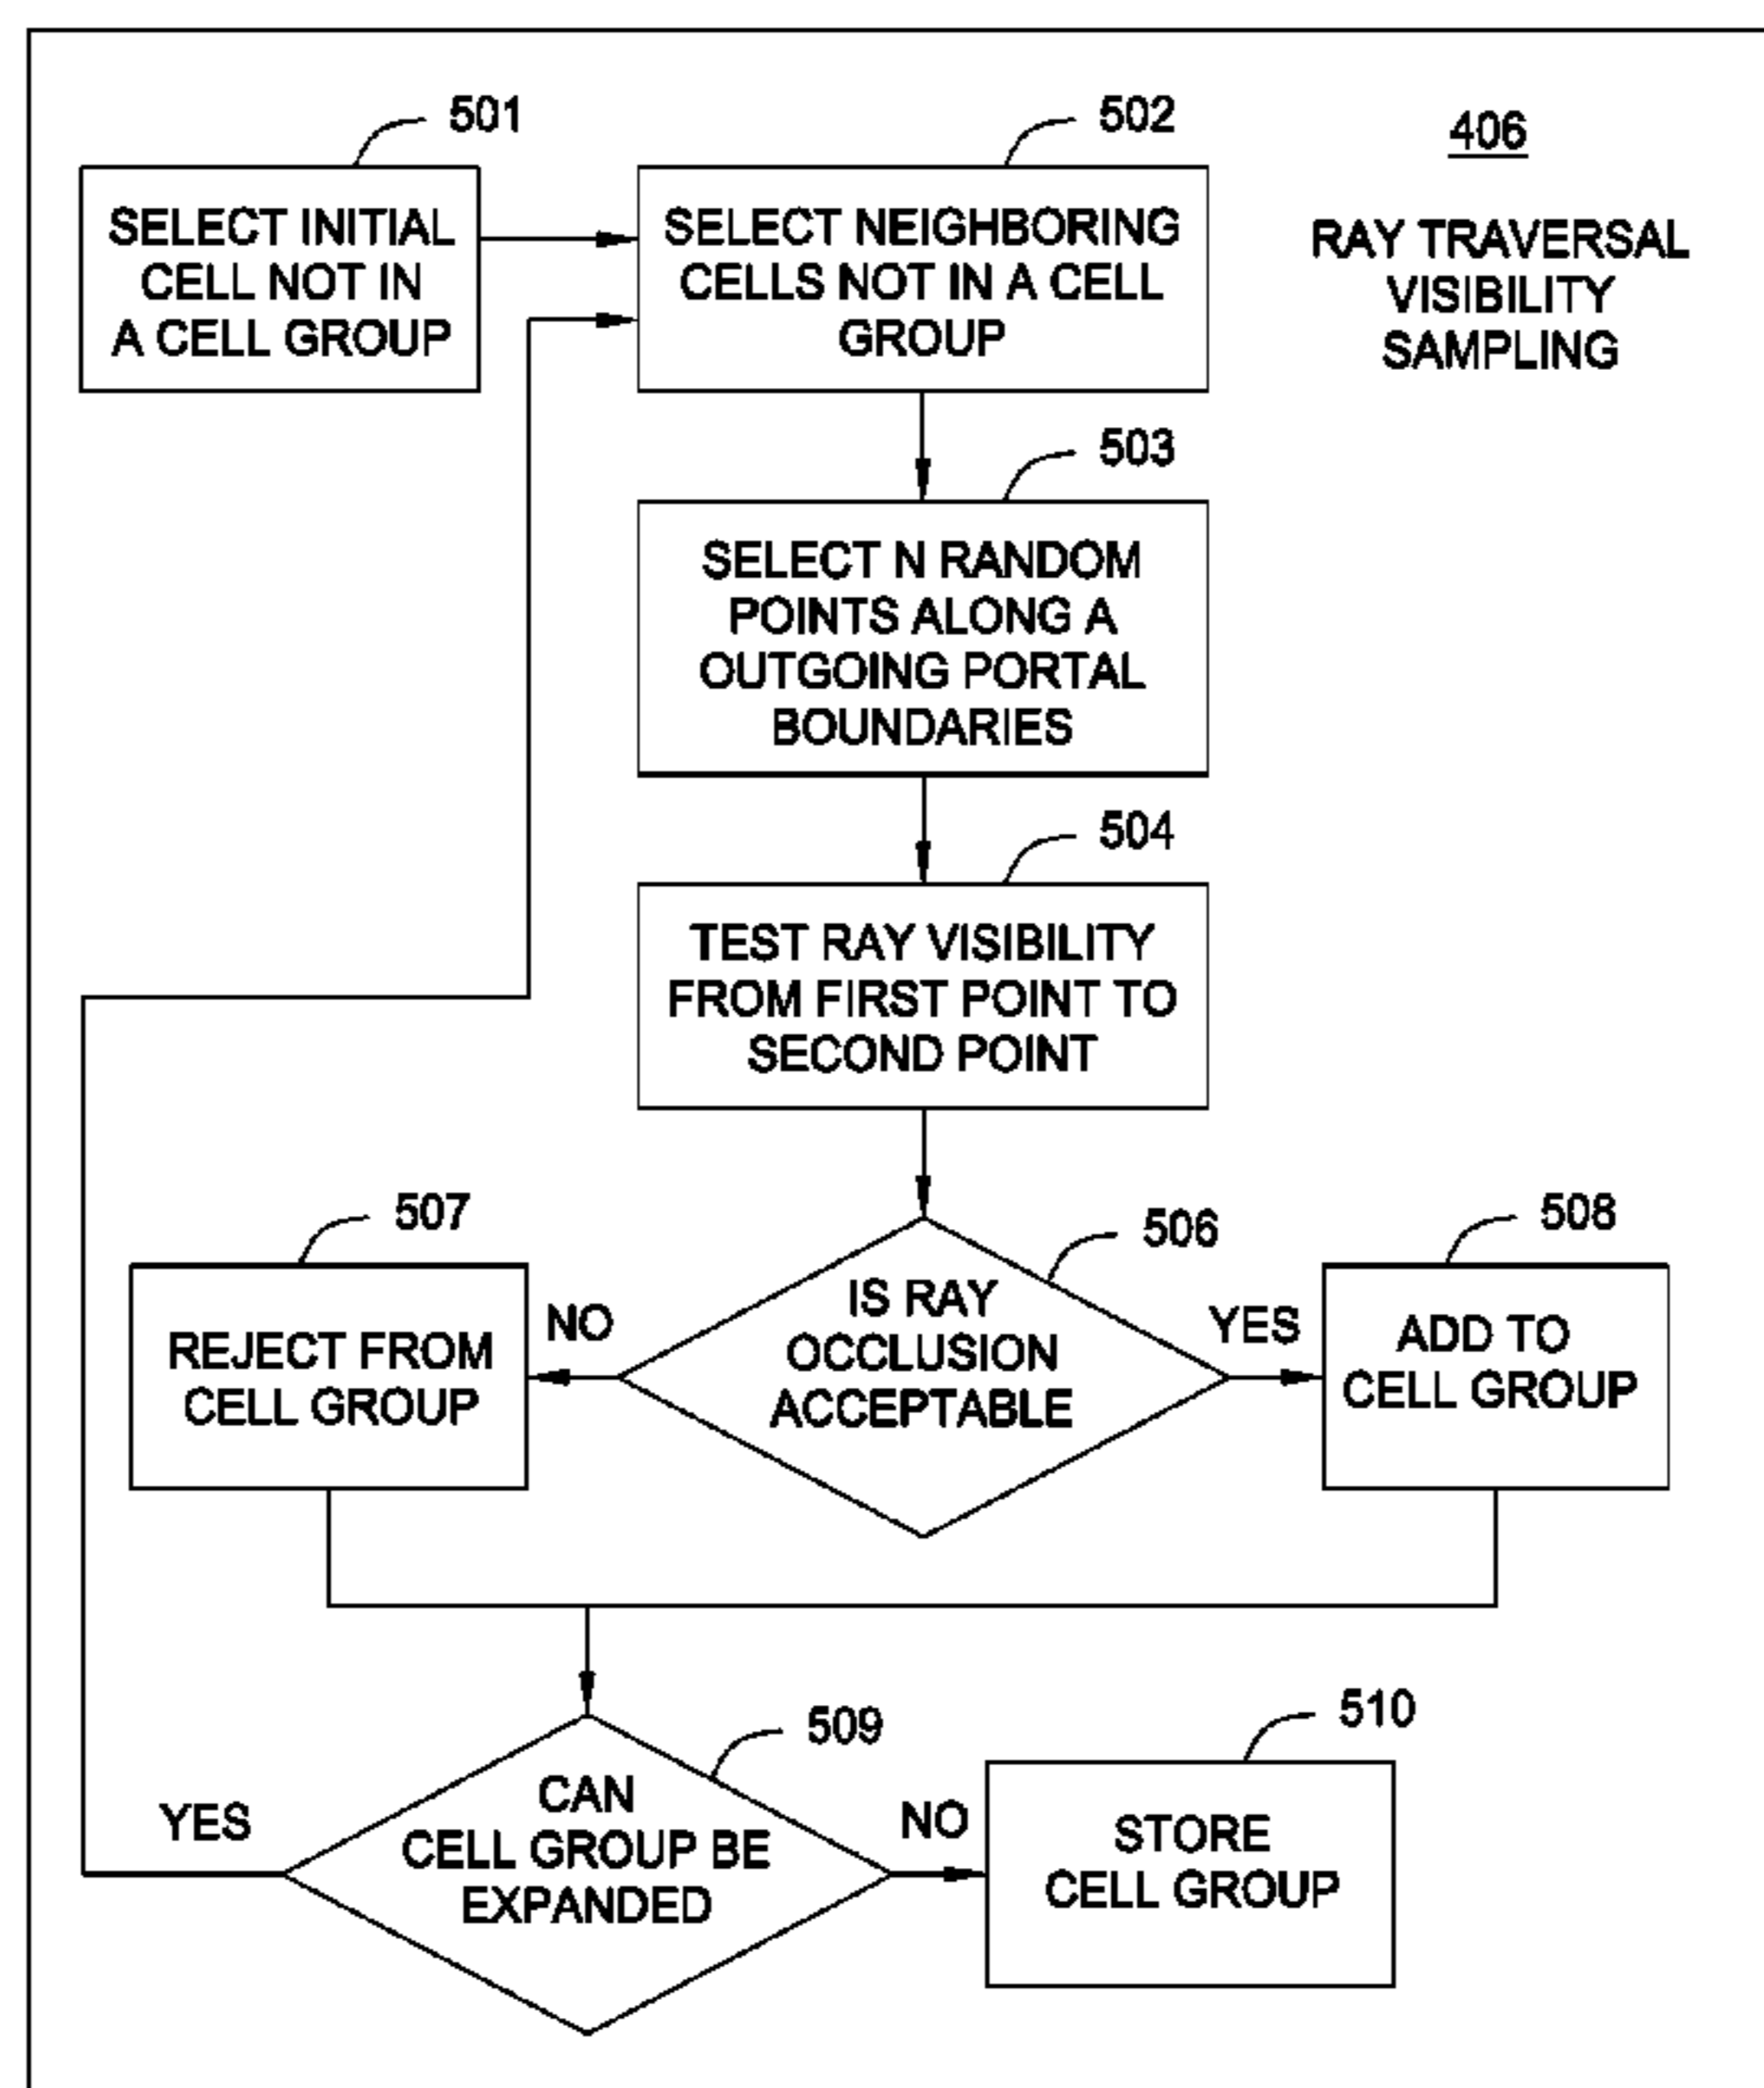 501
SELECT INITIAL
CELL NOT IN
A CELL GROUP
502
SELECT NEIGHBORING
CELLS NOT IN A CELL
GROUP
406
RAY TRAVERSAL
VISIBILITY
SAMPLING
503
SELECT N RANDOM
POINTS ALONG A
OUTGOING PORTAL
BOUNDARIES
504
TEST RAY VISIBILITY
FROM FIRST POINT TO
SECOND POINT
506
IS RAY
OCCLUSION
ACCEPTABLE
NO
507
REJECT FROM
CELL GROUP
YES
508
ADD TO
CELL GROUP
509
CAN
CELL GROUP BE
EXPANDED
YES
NO
510
STORE
CELL GROUP